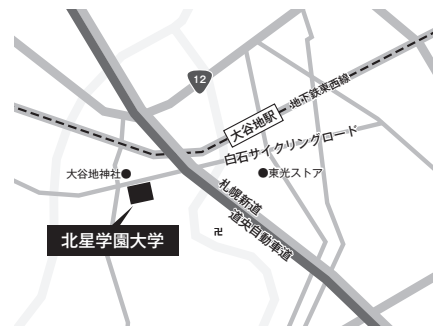 12
地下鉄東西線
大谷地駅
白石サイクリングロード
大谷地神社
東光ストア
札幌新道
北星学園大学
卍
道央自動車道